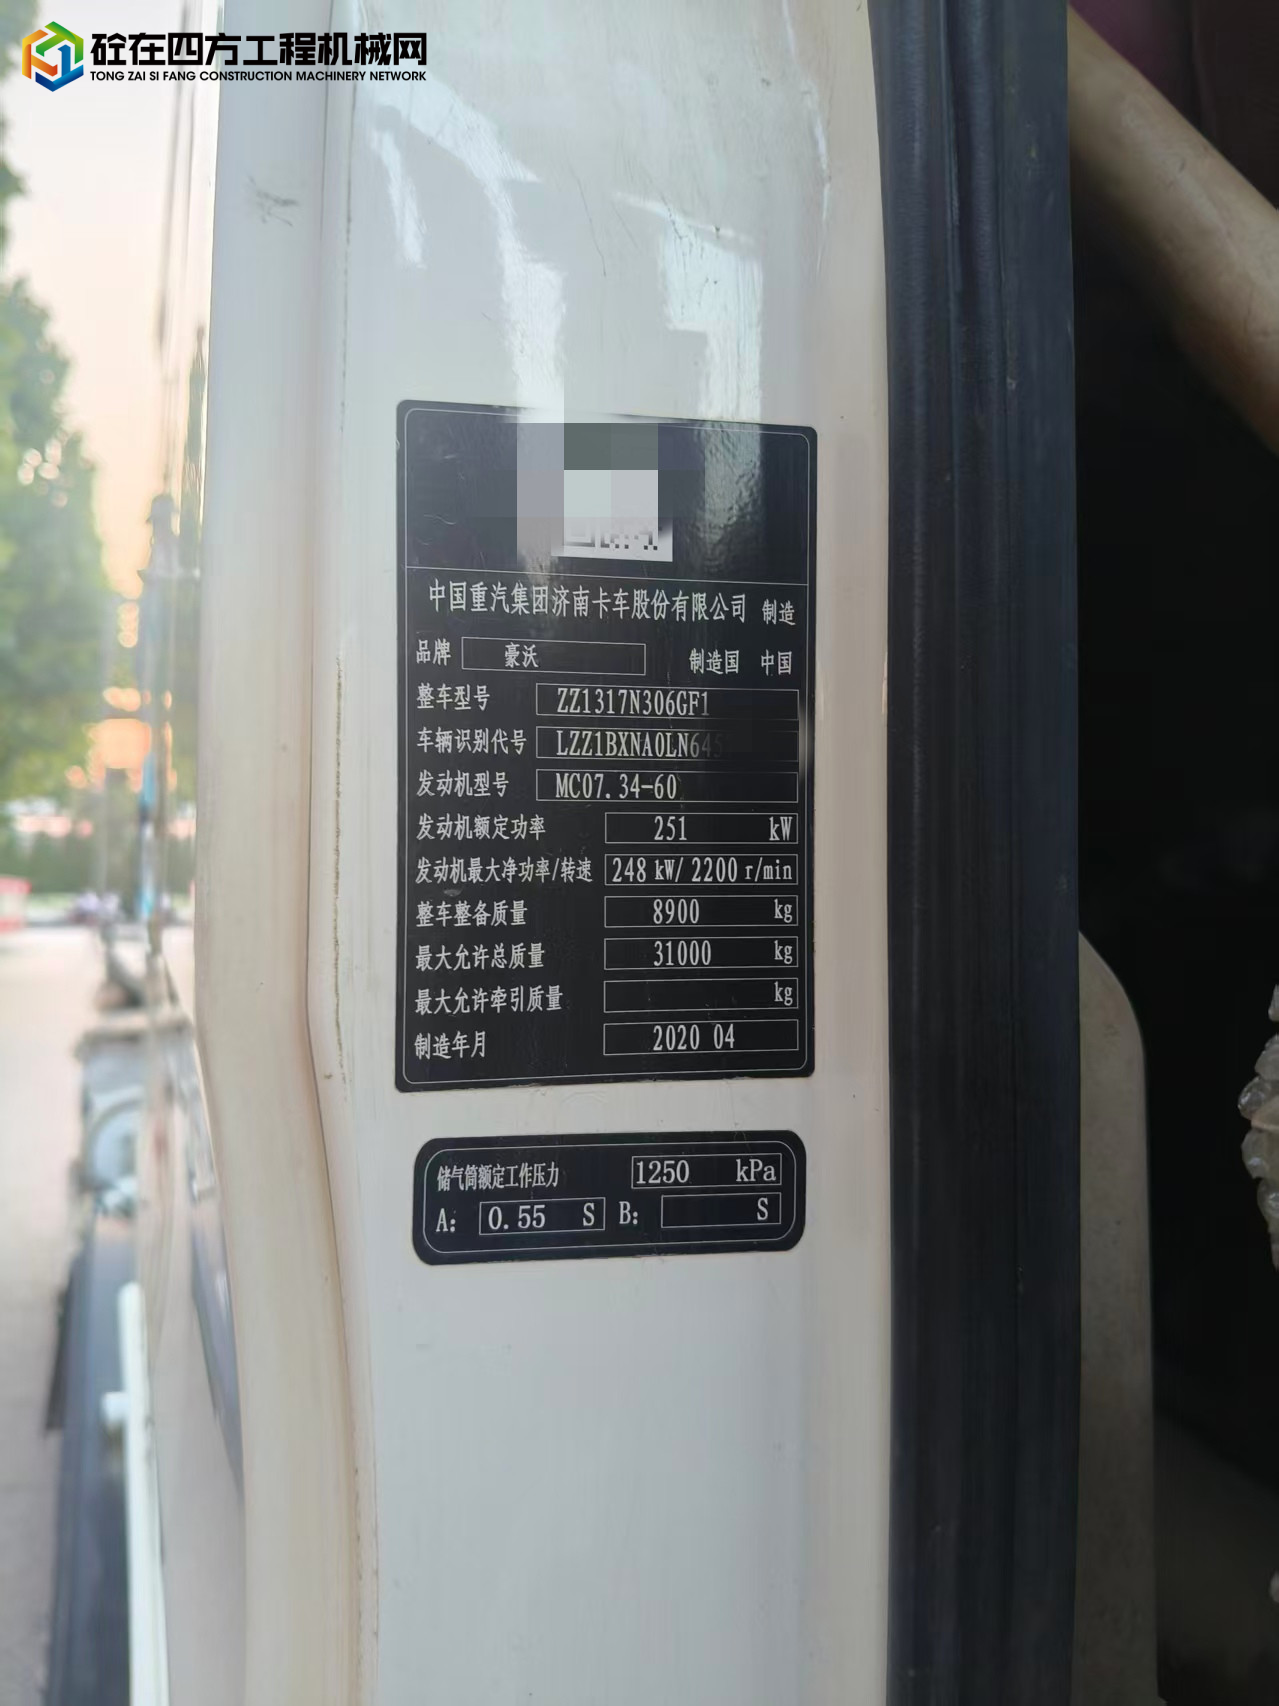 砼在四方工程机械网
TONG ZAI SI FANG CONSTRUCTION MACHINERY NETWORK
中国重汽集团济南卡车股份有限公司 制造
品牌 豪沃 制造国 中国
整车型号 ZZ1317N306GF1
车辆识别代号 LZZ1BXNA0LN645
发动机型号 MC07.34-60
发动机额定功率 251 kW
发动机最大净功率/转速 248 kW/ 2200 r/min
整车整备质量 8900 kg
最大允许总质量 31000 kg
最大允许牵引质量 kg
制造年月 2020 04
储气筒额定工作压力 1250 kPa
A: 0.55 S B: S